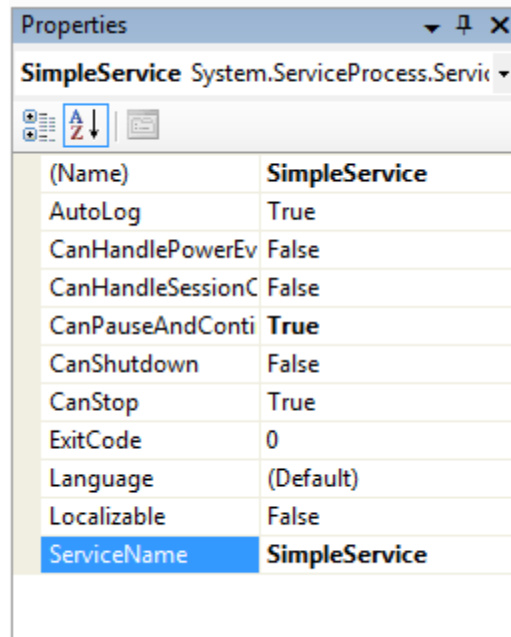 Properties
SimpleService System.ServiceProcess.Servic
(Name) SimpleService
AutoLog True
CanHandlePowerEv False
CanHandleSessionC False
CanPauseAndConti True
CanShutdown False
CanStop True
ExitCode 0
Language (Default)
Localizable False
ServiceName SimpleService